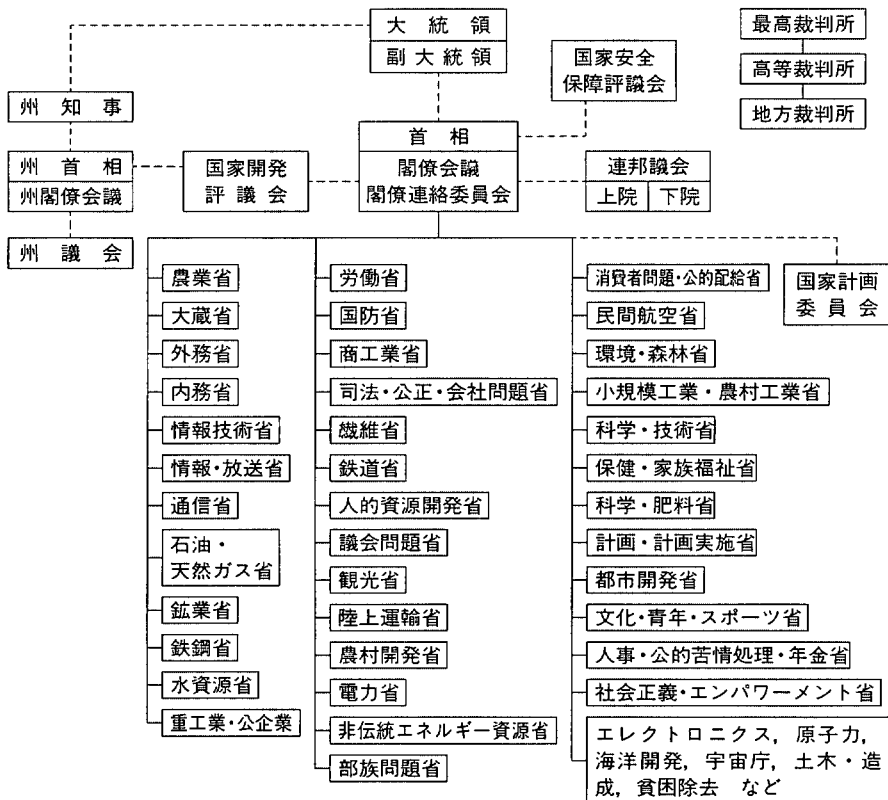 大統領
副大統領
国家安全
保障評議会
最高裁判所
高等裁判所
地方裁判所
州知事
首相
閣僚会議
閣僚連絡委員会
州首相
州閣僚会議
国家開発
評議会
連邦議会
上院 下院
州議会
農業省
大蔵省
外務省
内務省
情報技術省
情報・放送省
通信省
石油・
天然ガス省
鉱業省
鉄鋼省
水資源省
重工業・公企業
労働省
国防省
商工業省
司法・公正・会社問題省
繊維省
鉄道省
人的資源開発省
議会問題省
観光省
陸上運輸省
農村開発省
電力省
非伝統エネルギー資源省
部族問題省
消費者問題・公的配給省
民間航空省
環境・森林省
小規模工業・農村工業省
科学・技術省
保健・家族福祉省
科学・肥料省
計画・計画実施省
都市開発省
文化・青年・スポーツ省
人事・公的苦情処理・年金省
社会正義・エンパワーメント省
エレクトロニクス，原子力，
海洋開発，宇宙庁，土木・造
成，貧困除去 など
国家計画
委員会